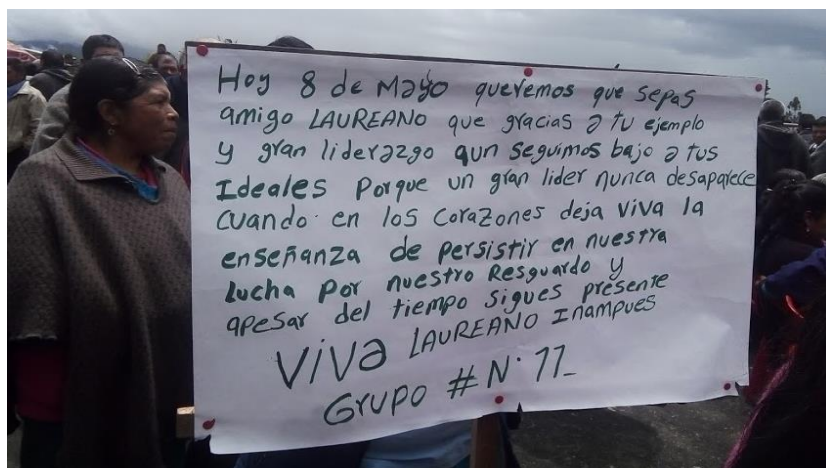 Hoy 8 de Mayo queremos que sepas
amigo LAUREANO que gracias a tu ejemplo
y gran liderazgo aun seguimos bajo a tus
Ideales Porque un gran lider nunca desaparece
cuando en los corazones deja viva la
enseñanza de persistir en nuestra
lucha por nuestro Resguardo y
apesar del tiempo sigues presente
Viva LAUREANO Inampues
Grupo # N° 11_